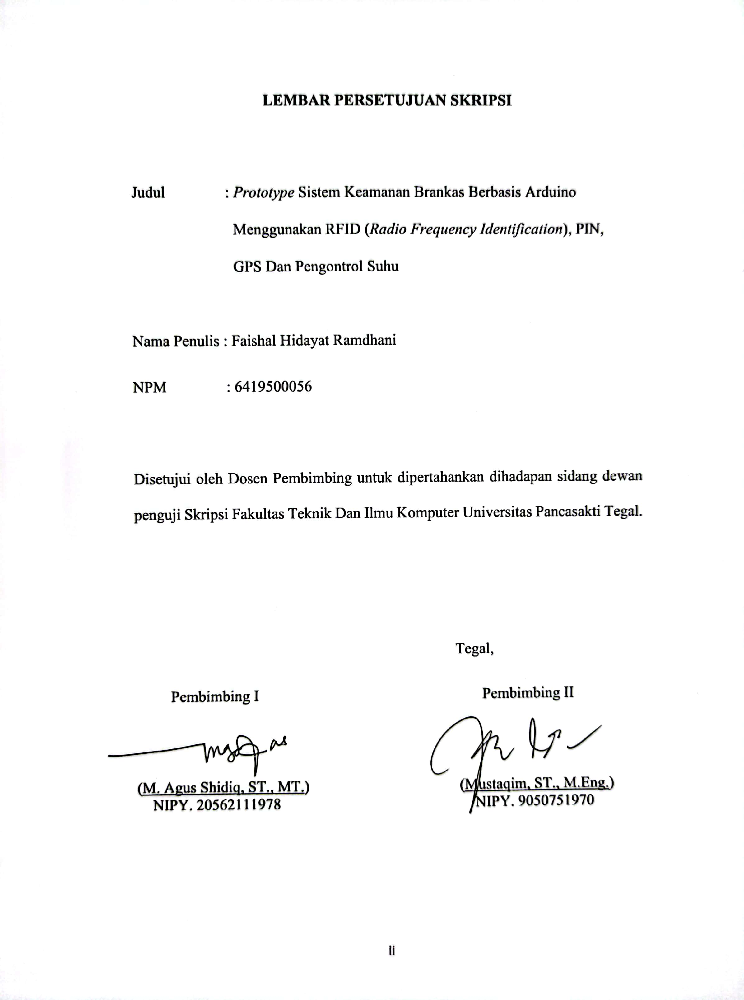 LEMBAR PERSETUJUAN SKRIPSI
Judul : Prototype Sistem Keamanan Brankas Berbasis Arduino
Menggunakan RFID (Radio Frequency Identification), PIN,
GPS Dan Pengontrol Suhu
Nama Penulis : Faishal Hidayat Ramdhani
NPM : 6419500056
Disetujui oleh Dosen Pembimbing untuk dipertahankan dihadapan sidang dewan
penguji Skripsi Fakultas Teknik Dan Ilmu Komputer Universitas Pancasakti Tegal.
Tegal,
Pembimbing I
Pembimbing II
(M. Agus Shidiq, ST., MT.)
NIPY. 20562111978
(Mustaqim, ST., M.Eng.)
NIPY. 9050751970
ii